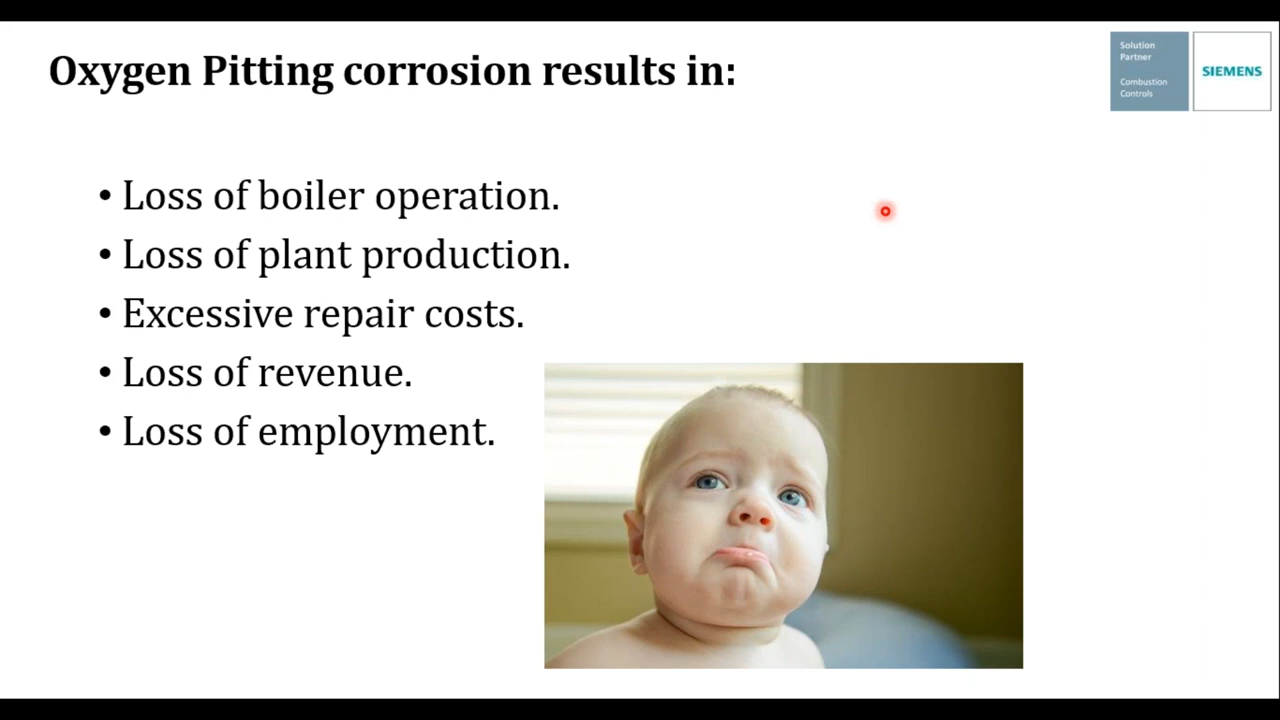 Oxygen Pitting corrosion results in:
Solution
Partner
Combustion
Controls
SIEMENS
• Loss of boiler operation.
• Loss of plant production.
• Excessive repair costs.
• Loss of revenue.
• Loss of employment.